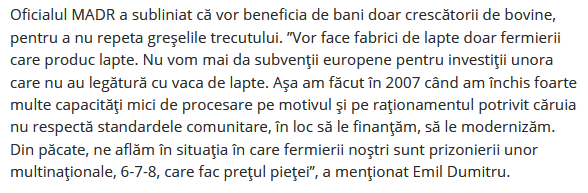 Oficialul MADR a subliniat că vor beneficia de bani doar crescătorii de bovine,
pentru a nu repeta greşelile trecutului. ”Vor face fabrici de lapte doar fermierii
care produc lapte. Nu vom mai da subvenţii europene pentru investiţii unora
care nu au legătură cu vaca de lapte. Aşa am făcut în 2007 când am închis foarte
multe capacităţi mici de procesare pe motivul şi pe raţionamentul potrivit căruia
nu respectă standardele comunitare, în loc să le finanţăm, să le modernizăm.
Din păcate, ne aflăm în situaţia în care fermierii noştri sunt prizonierii unor
multinaţionale, 6-7-8, care fac preţul pieţei”, a menţionat Emil Dumitru.